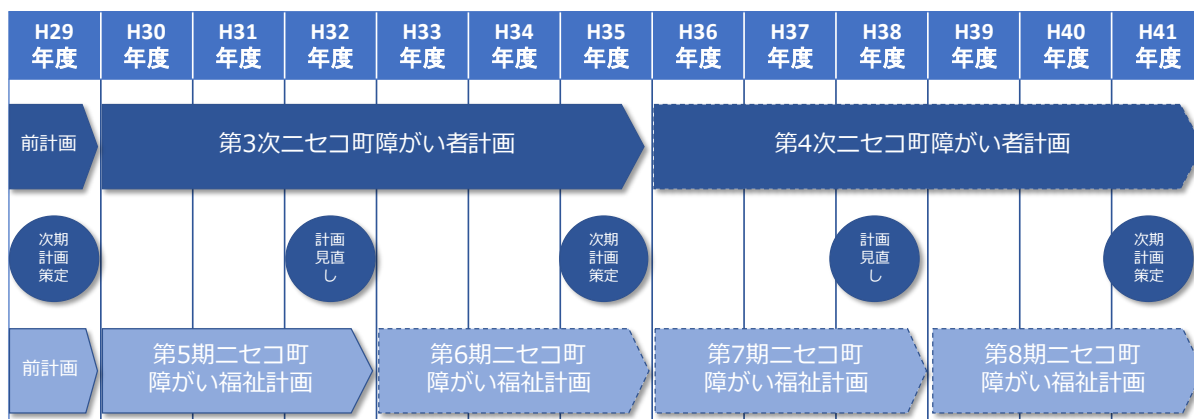 H29
年度
H30
年度
H31
年度
H32
年度
H33
年度
H34
年度
H35
年度
H36
年度
H37
年度
H38
年度
H39
年度
H40
年度
H41
年度
前計画
第3次ニセコ町障がい者計画
第4次ニセコ町障がい者計画
次期
計画
策定
計画
見直
し
次期
計画
策定
計画
見直
し
次期
計画
策定
前計画
第5期ニセコ町
障がい福祉計画
第6期ニセコ町
障がい福祉計画
第7期ニセコ町
障がい福祉計画
第8期ニセコ町
障がい福祉計画